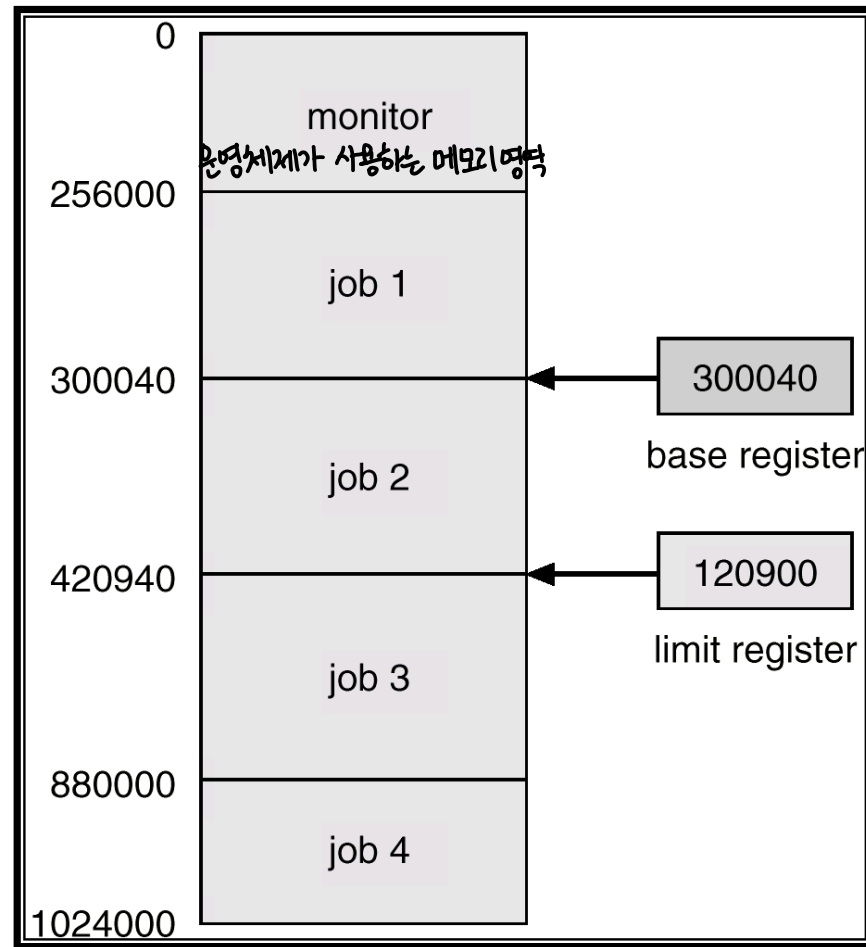 0
monitor
운영체제가 사용하는 메모리영역
256000
job 1
300040
300040
base register
job 2
420940
120900
limit register
job 3
880000
job 4
1024000